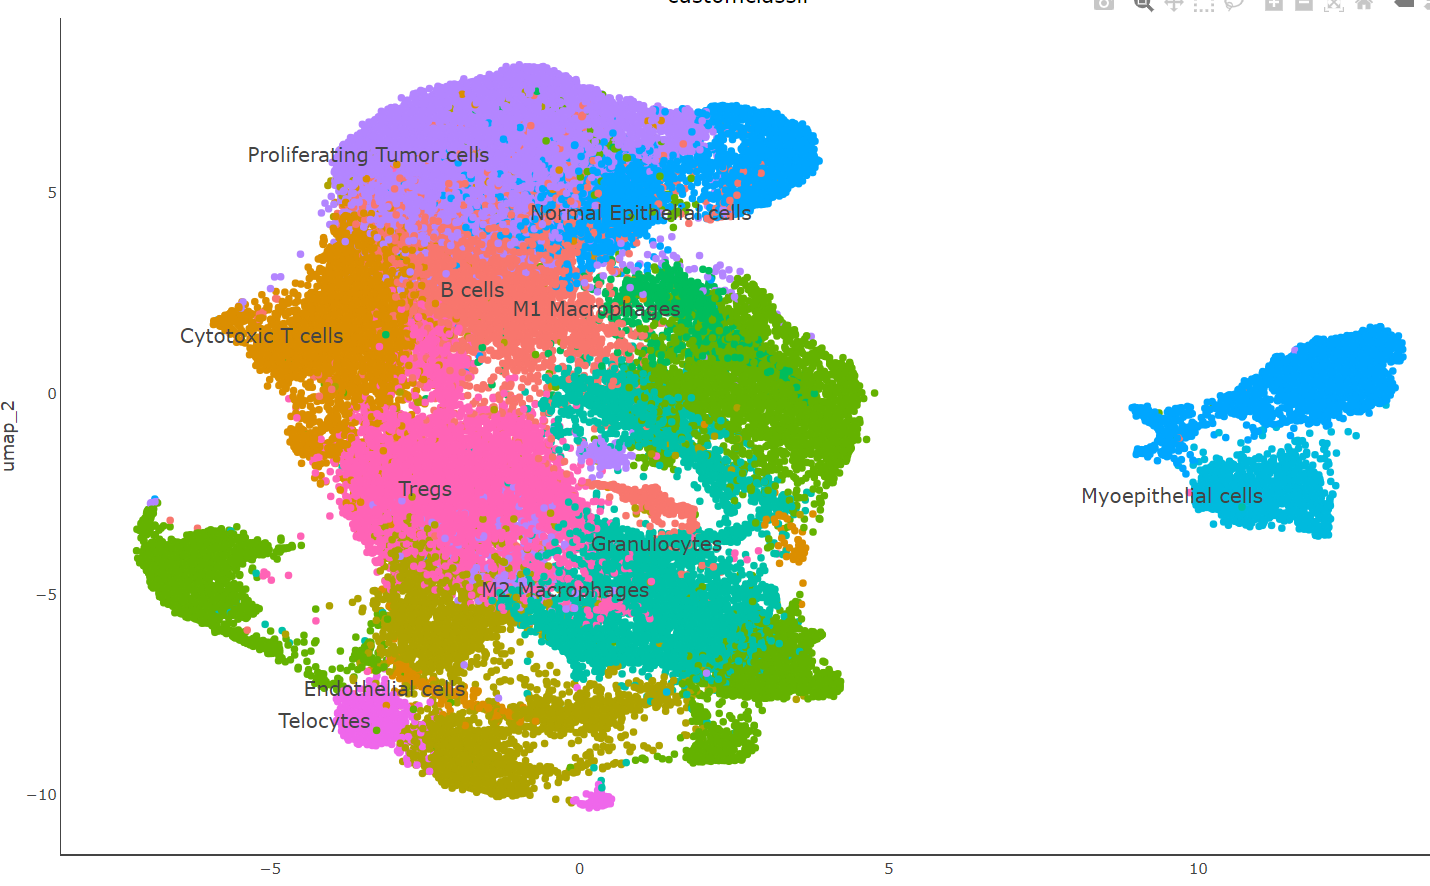 customclassif
5
0
−5
−10
umap_2
Proliferating Tumor cells
Normal Epithelial cells
B cells
M1 Macrophages
Cytotoxic T cells
Tregs
Myoepithelial cells
Granulocytes
M2 Macrophages
Endothelial cells
Telocytes
−5
0
5
10